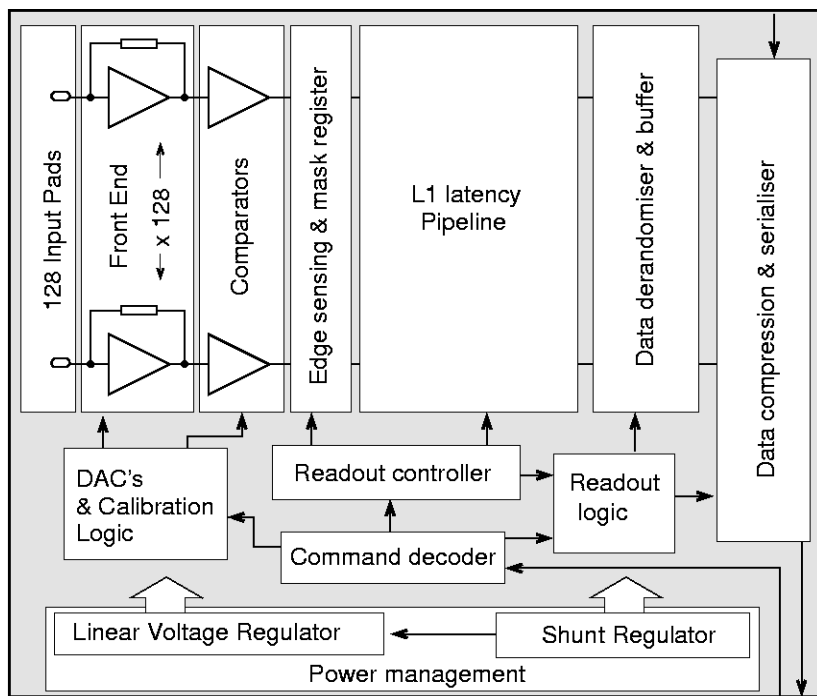 128 Input Pads
Front End
x 128
Comparators
Edge sensing & mask register
L1 latency
Pipeline
Data derandomiser & buffer
Data compression & serialiser
DAC's
& Calibration
Logic
Readout controller
Readout
logic
Command decoder
Linear Voltage Regulator
Shunt Regulator
Power management